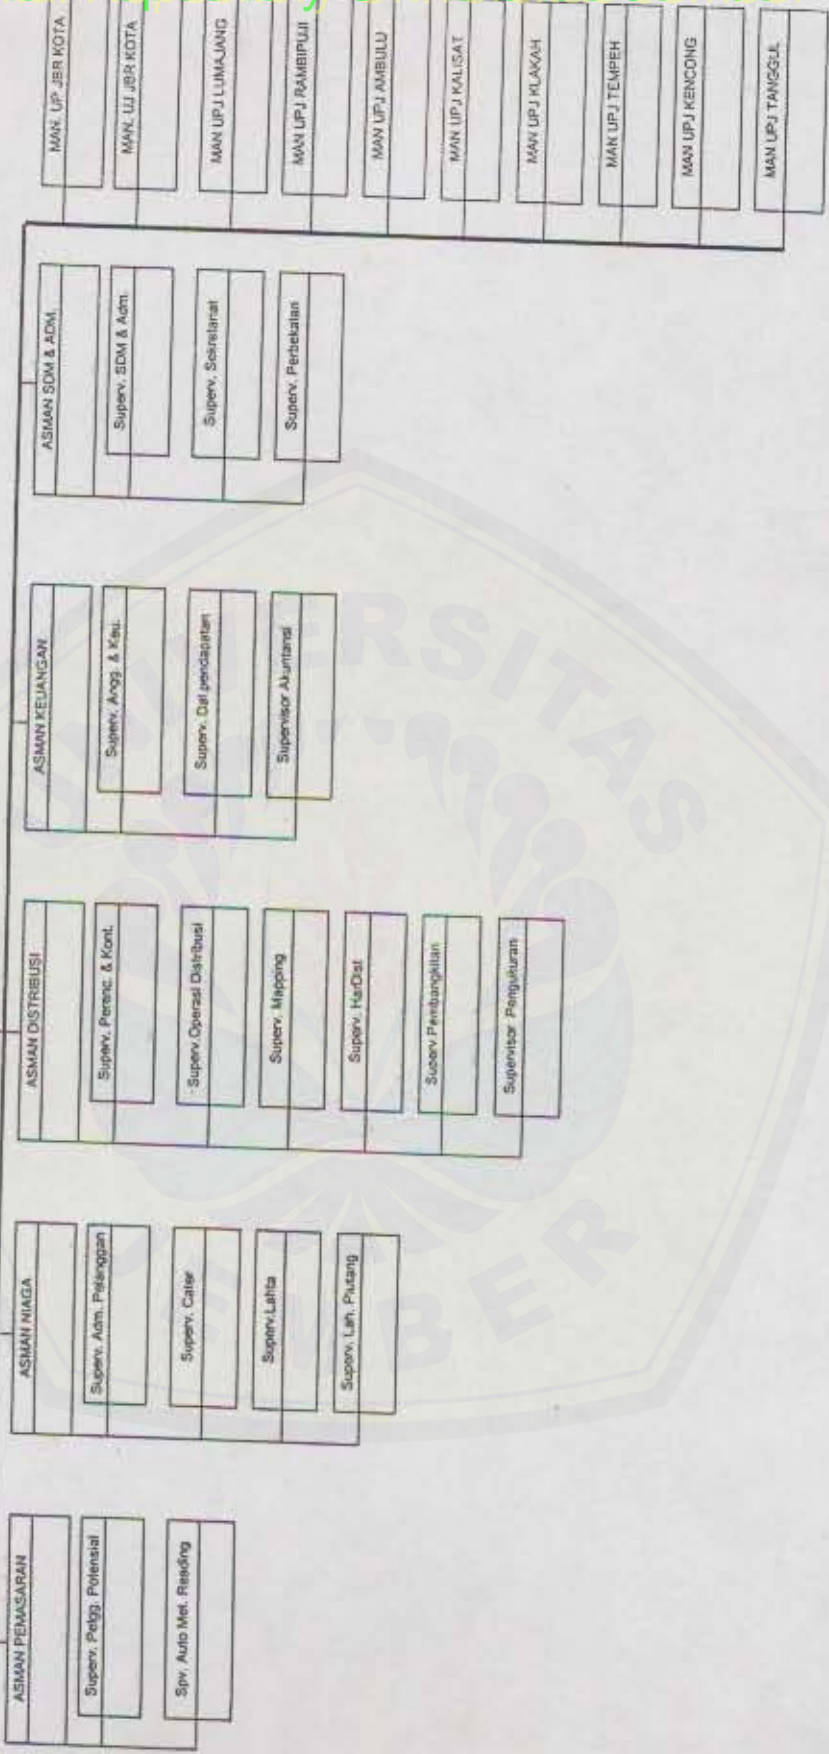 ASMAN PEMASARAN
Superv. Pelgg. Potensial
Spv. Auto Met. Reading
ASMAN NIAGA
Superv. Adm. Pelanggan
Superv. Cater
Superv.Lahta
Superv. Lah. Piutang
ASMAN DISTRIBUSI
Superv. Perenc. & Kont.
Superv.Operasi Distribusi
Superv. Mapping
Superv. HarDist
Superv Pembangkitan
Supervisor Pengukuran
ASMAN KEUANGAN
Superv. Angg. & Keu.
Superv. Dal pendapatan
Supervisor Akuntansi
ASMAN SDM & ADM.
Superv. SDM & Adm.
Superv. Sekretariat
Superv. Perbekalan
MAN. UP JBR KOTA
MAN. UJ JBR KOTA
MAN UPJ LUMAJANG
MAN UPJ RAMBIPUJI
MAN UPJ AMBULU
MAN UPJ KALISAT
MAN UPJ KLAKAH
MAN UPJ TEMPEH
MAN UPJ KENCONG
MAN UPJ TANGGUL
UNIVERSITAS
JEMBER